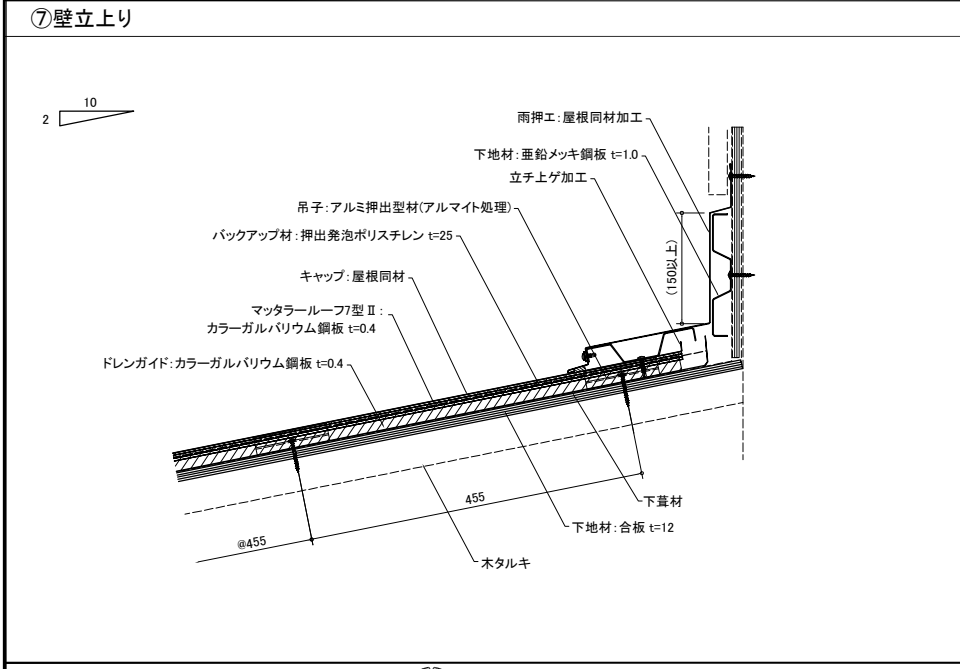 ⑦壁立上り
10
2
雨押エ:屋根同材加工
下地材:亜鉛メッキ鋼板 t=1.0
立チ上ゲ加工
吊子:アルミ押出型材(アルマイト処理)
バックアップ材:押出発泡ポリスチレン t=25
キャップ:屋根同材
マッタラールーフ7型Ⅱ:
カラーガルバリウム鋼板 t=0.4
ドレンガイド:カラーガルバリウム鋼板 t=0.4
(150以上)
455
下葺材
@455
下地材:合板 t=12
木タルキ